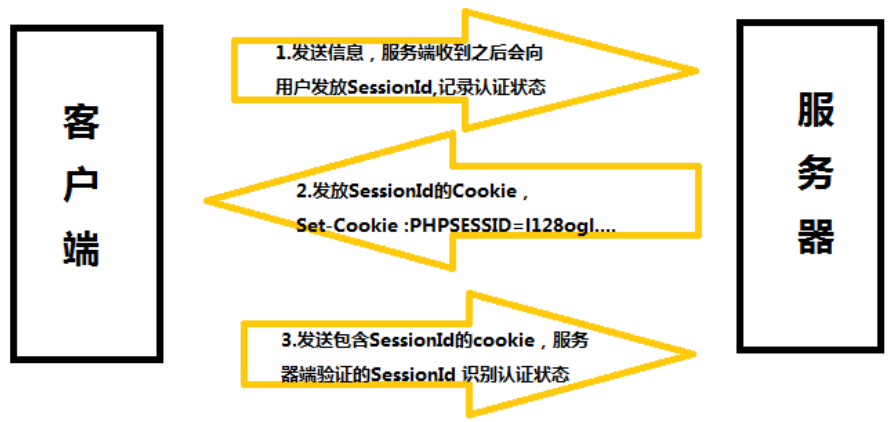 客户端
1.发送信息，服务端收到之后会向
用户发放SessionId,记录认证状态
2.发放SessionId的Cookie，
Set-Cookie :PHPSESSID=l128ogl....
3.发送包含SessionId的cookie，服务
器端验证的SessionId 识别认证状态
服务器